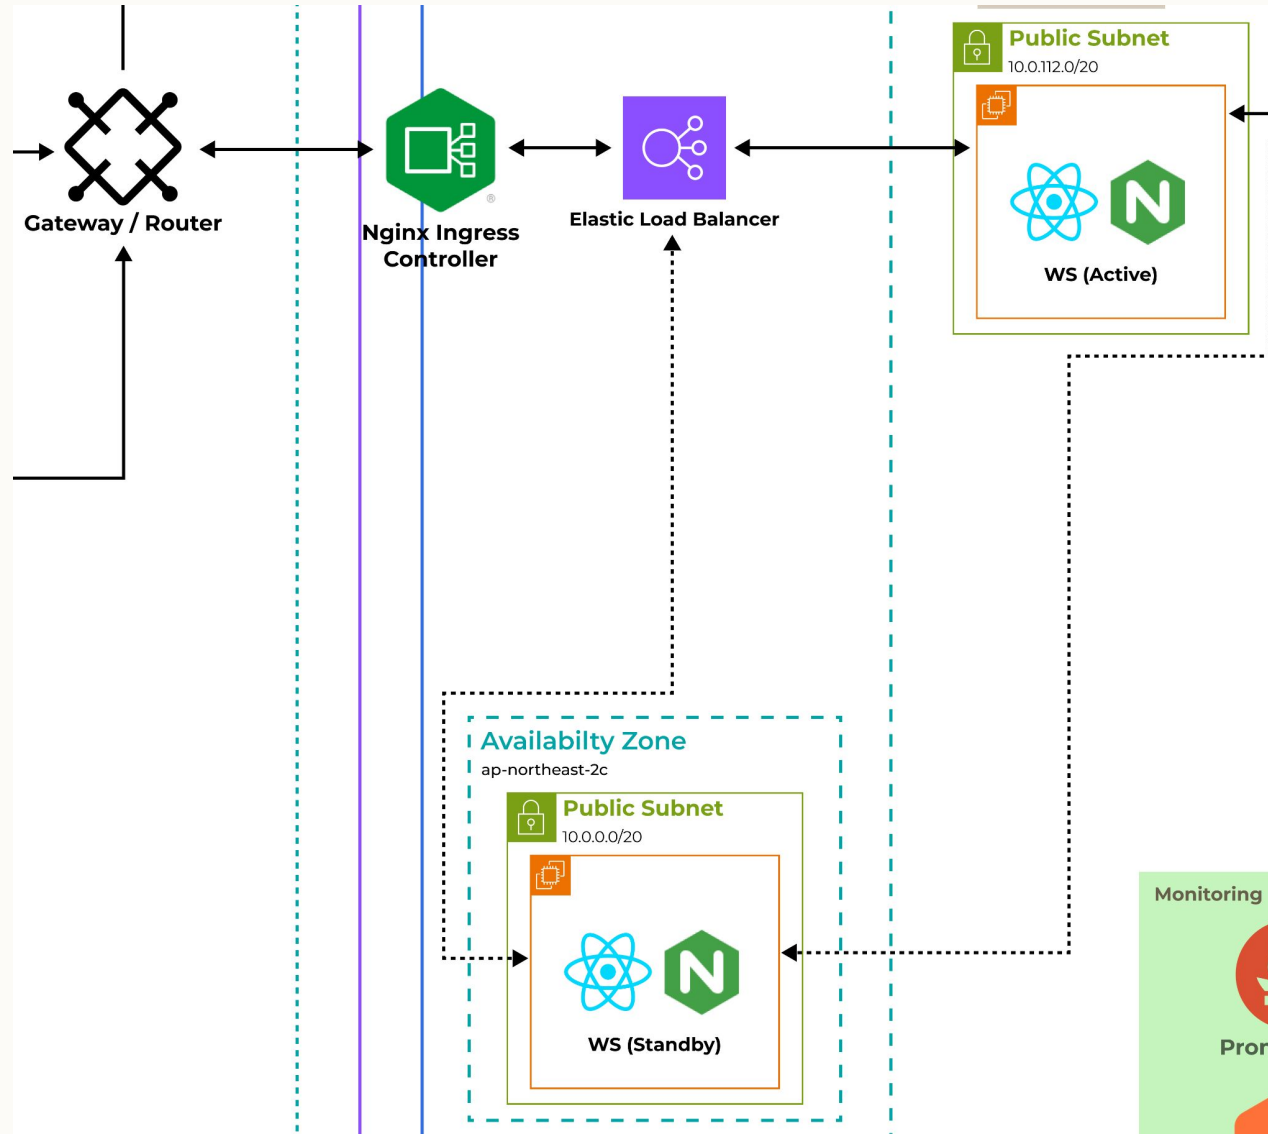 Public Subnet
10.0.112.0/20
WS (Active)
Gateway / Router
Nginx Ingress
Controller
®
Elastic Load Balancer
Availabilty Zone
ap-northeast-2c
Public Subnet
10.0.0.0/20
WS (Standby)
Monitoring